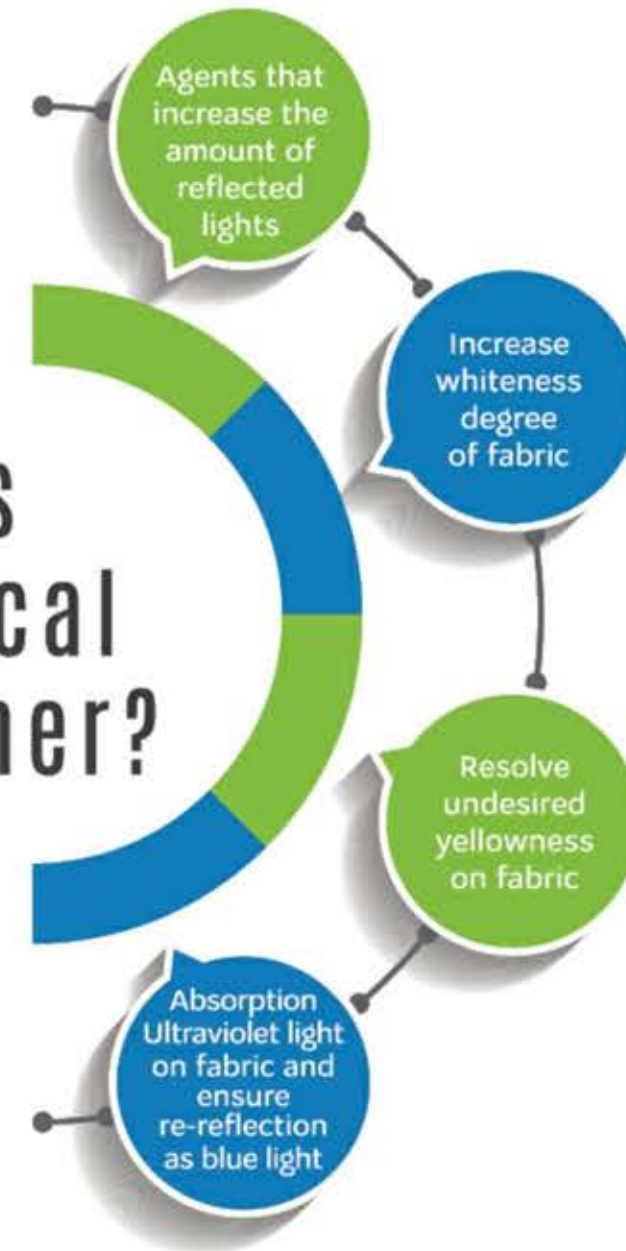 Agents that
increase the
amount of
reflected
lights
Increase
whiteness
degree
of fabric
s
cal
ner?
Resolve
undesired
yellowness
on fabric
Absorption
Ultraviolet light
on fabric and
ensure
re-reflection
as blue light